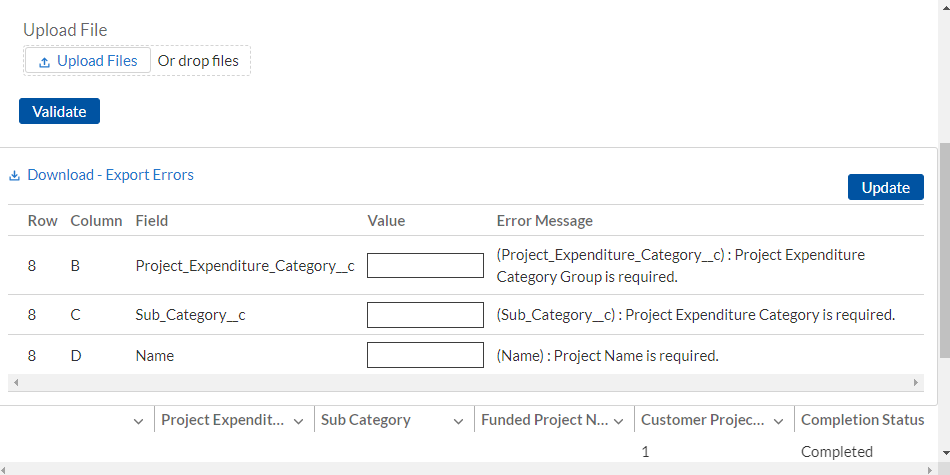 Upload File
Upload Files Or drop files
Validate
Download - Export Errors
Update
Row Column Field Value Error Message
8 B Project_Expenditure_Category__c (Project_Expenditure_Category__c) : Project Expenditure
Category Group is required.
8 C Sub_Category__c (Sub_Category__c) : Project Expenditure Category is required.
8 D Name (Name) : Project Name is required.
Project Expendit... Sub Category Funded Project N... Customer Projec... Completion Status
1 Completed